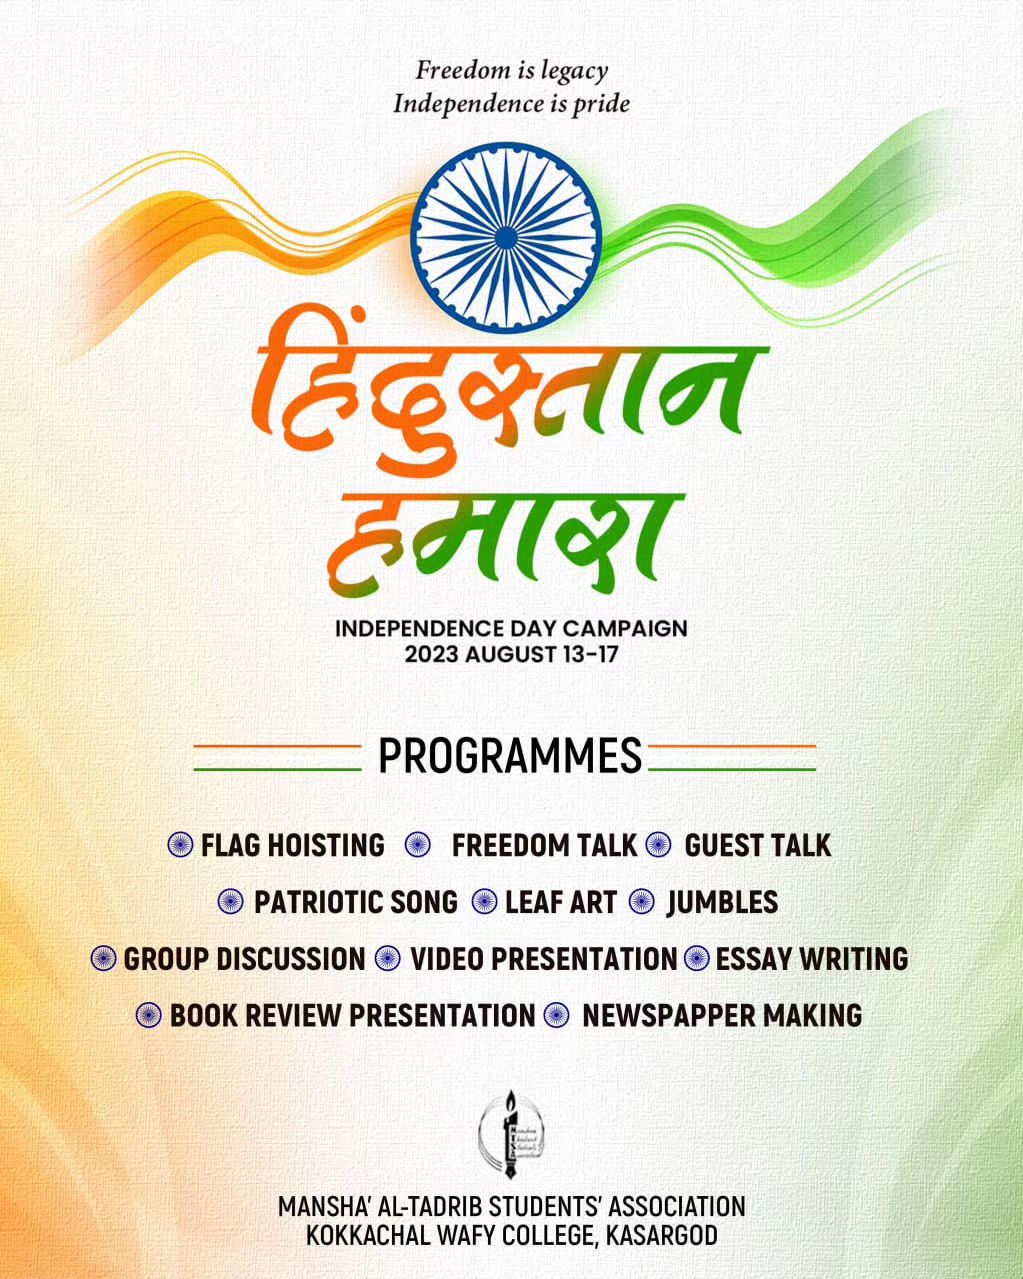 Freedom is legacy
Independence is pride
हिंदुस्तान
हमारा
INDEPENDENCE DAY CAMPAIGN
2023 AUGUST 13-17
PROGRAMMES
FLAG HOISTING FREEDOM TALK GUEST TALK
PATRIOTIC SONG LEAF ART JUMBLES
GROUP DISCUSSION VIDEO PRESENTATION ESSAY WRITING
BOOK REVIEW PRESENTATION NEWSPAPPER MAKING
MANSHA' AL-TADRIB STUDENTS' ASSOCIATION
KOKKACHAL WAFY COLLEGE, KASARGOD